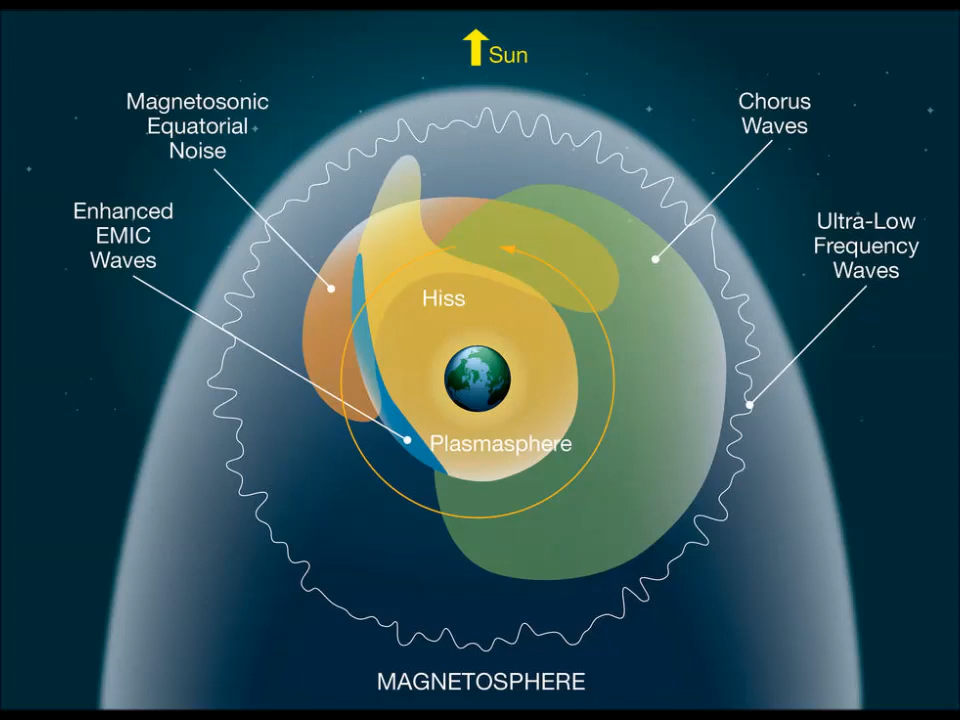 Sun
Magnetosonic
Equatorial
Noise
Chorus
Waves
Enhanced
EMIC
Waves
Ultra-Low
Frequency
Waves
Hiss
Plasmasphere
MAGNETOSPHERE